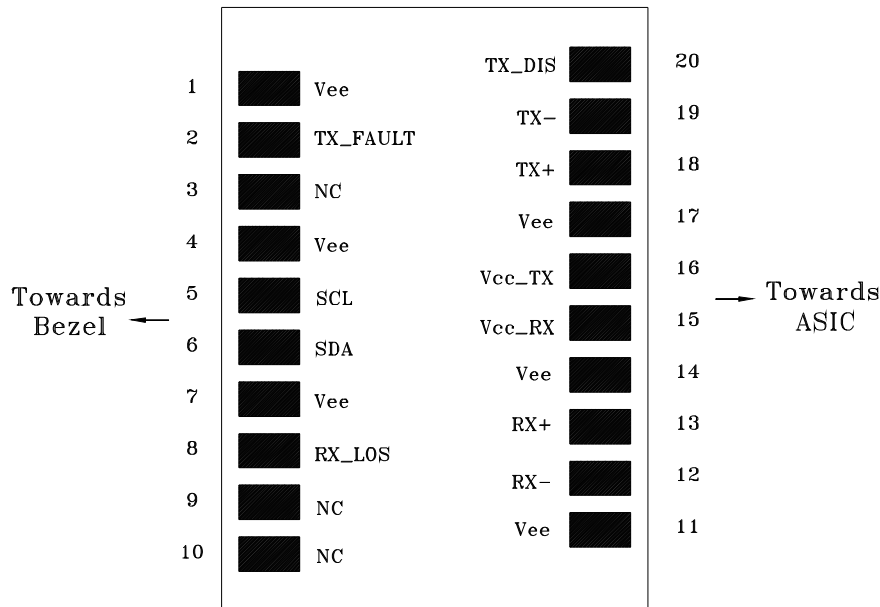 1 Vee
2 TX_FAULT
3 NC
4 Vee
5 SCL
6 SDA
7 Vee
8 RX_LOS
9 NC
10 NC
TX_DIS 20
TX- 19
TX+ 18
Vee 17
Vcc_TX 16
Vcc_RX 15
Vee 14
RX+ 13
RX- 12
Vee 11
Towards
Bezel
Towards
ASIC